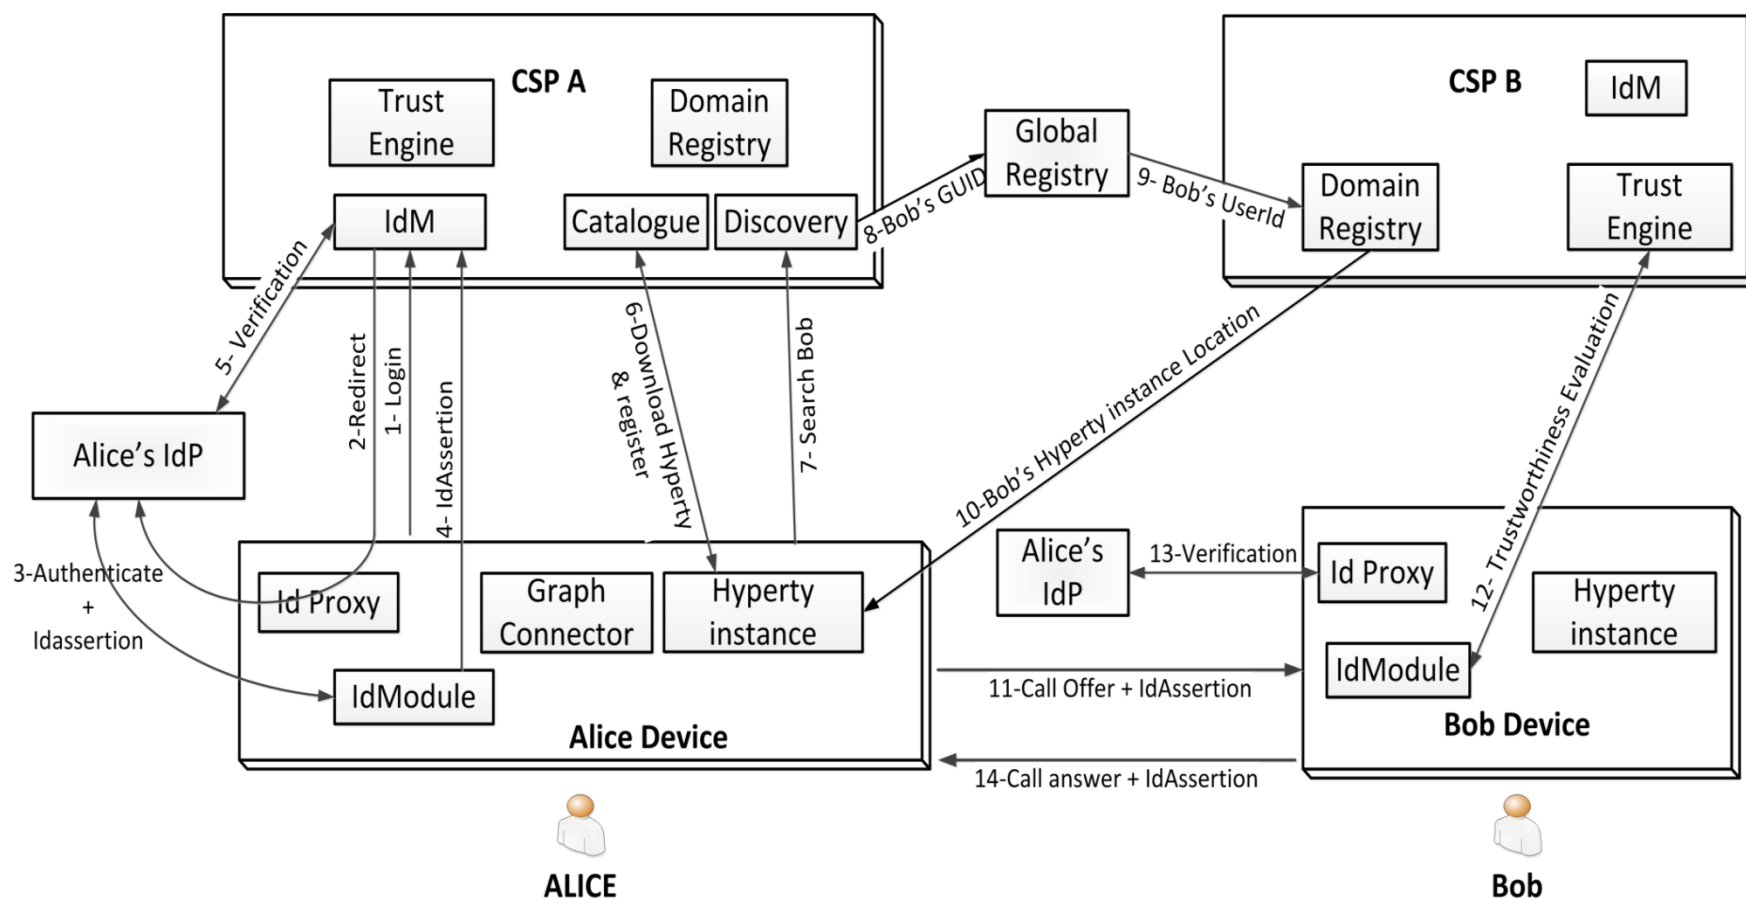 CSP A
Trust
Engine
Domain
Registry
IdM
Catalogue
Discovery
Global
Registry
CSP B
IdM
Domain
Registry
Trust
Engine
8-Bob's GUID
9- Bob's UserId
5- Verification
2-Redirect
1- Login
4- IdAssertion
6-Download Hyperty
& register
7- Search Bob
10-Bob's Hyperty instance Location
12- Trustworthiness Evaluation
Alice's IdP
3-Authenticate
+
Idassertion
Id Proxy
Graph
Connector
Hyperty
instance
IdModule
Alice Device
Alice's
IdP
13-Verification
Id Proxy
Hyperty
instance
IdModule
Bob Device
11-Call Offer + IdAssertion
14-Call answer + IdAssertion
ALICE
Bob